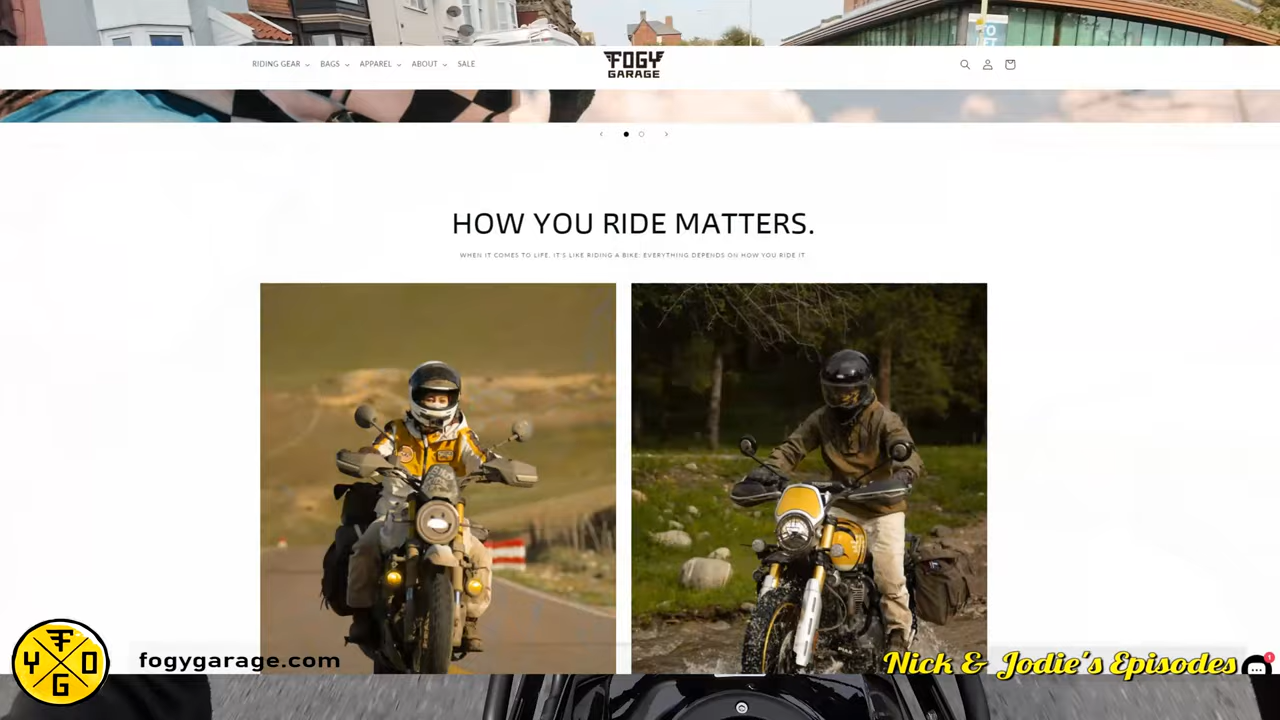 RIDING GEAR
BAGS
APPAREL
ABOUT
SALE
FOGY
GARAGE
HOW YOU RIDE MATTERS.
WHEN IT COMES TO LIFE, IT'S LIKE RIDING A BIKE: EVERYTHING DEPENDS ON HOW YOU RIDE IT
F
Y O
G
fogygarage.com
Nick & Jodie's Episodes
1